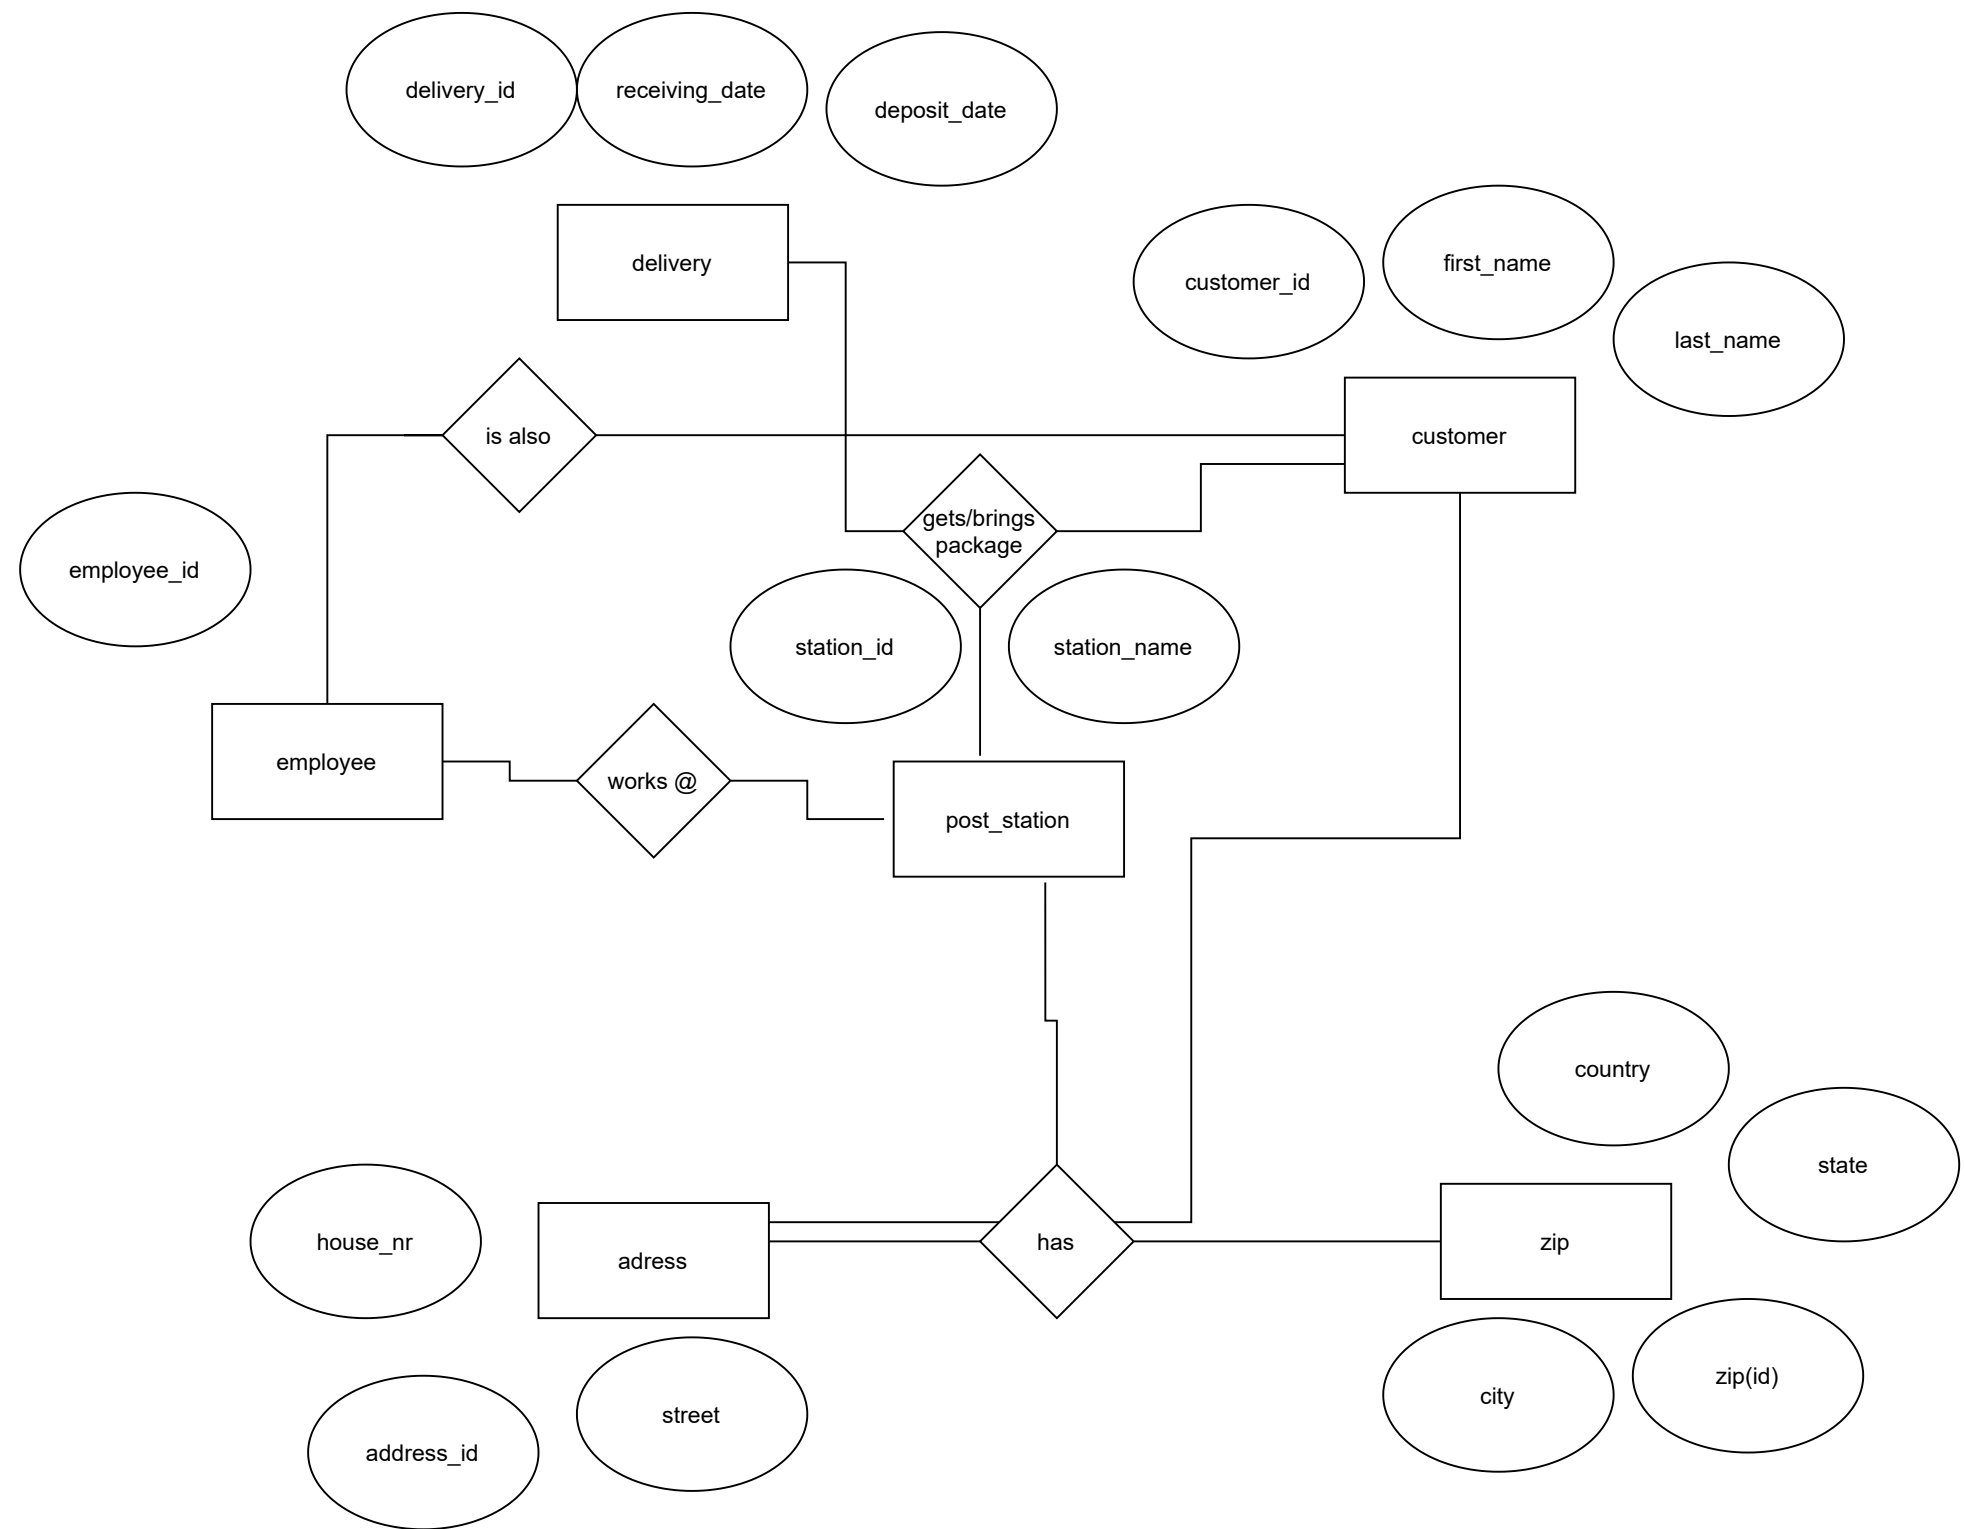 delivery_id
receiving_date
deposit_date
delivery
customer_id
first_name
last_name
is also
customer
gets/brings
package
employee_id
station_id
station_name
employee
works @
post_station
country
state
house_nr
adress
has
zip
city
zip(id)
street
address_id